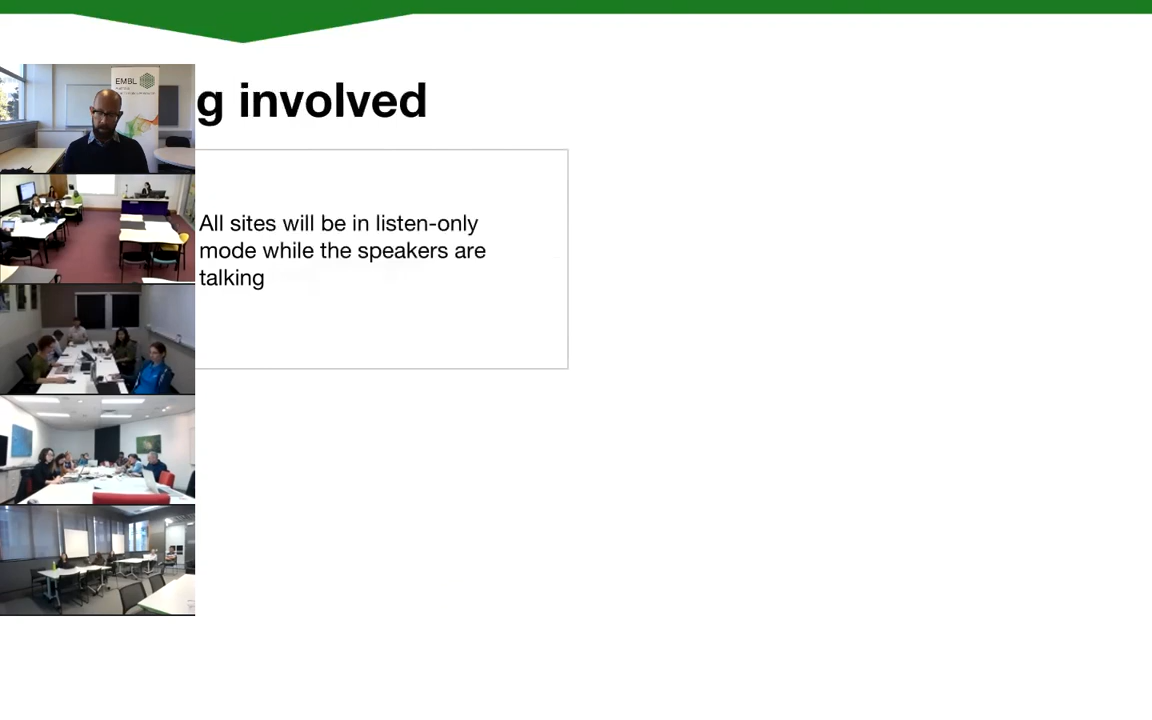 EMBL
g involved
All sites will be in listen-only
mode while the speakers are
talking